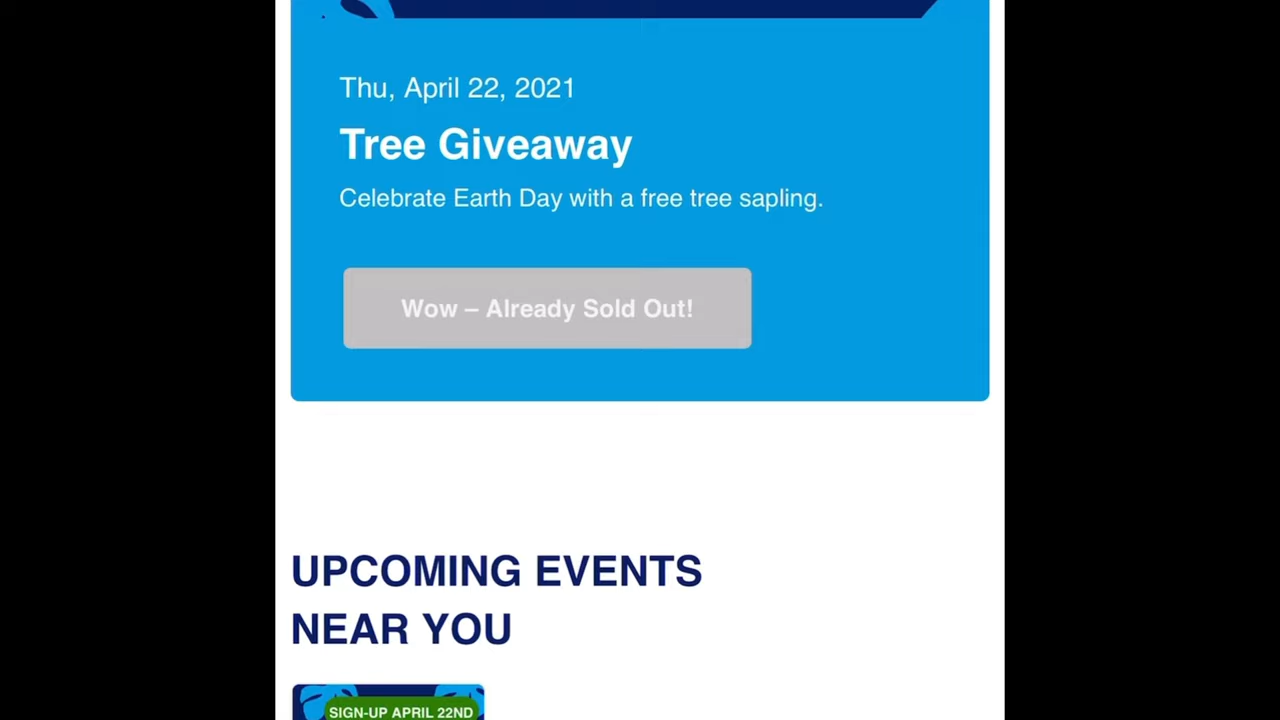 Thu, April 22, 2021
Tree Giveaway
Celebrate Earth Day with a free tree sapling.
Wow – Already Sold Out!
UPCOMING EVENTS
NEAR YOU
SIGN-UP APRIL 22ND